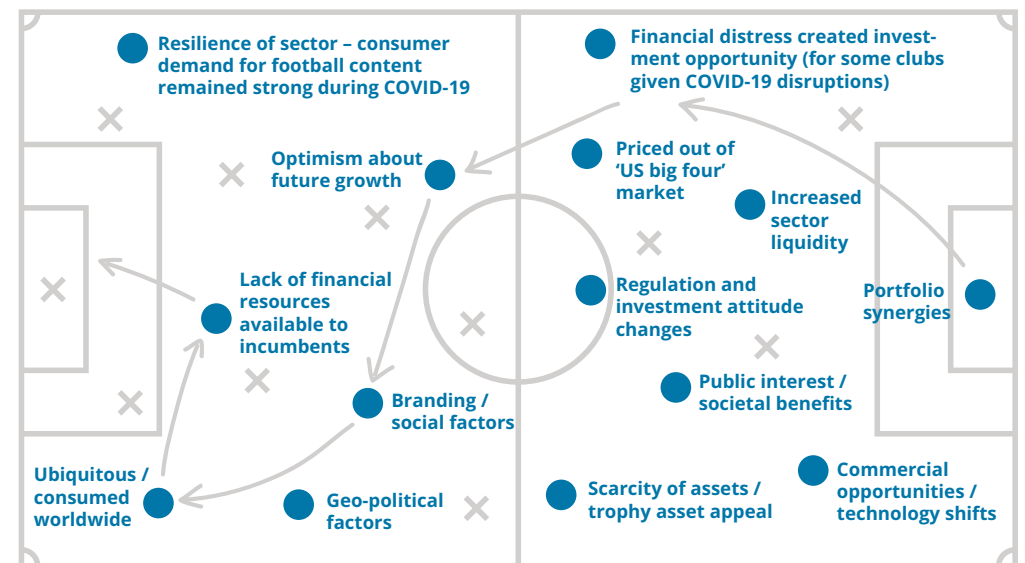 Resilience of sector – consumer
demand for football content
remained strong during COVID-19
Financial distress created invest-
ment opportunity (for some clubs
given COVID-19 disruptions)
Optimism about
future growth
Priced out of
‘US big four’
market
Increased
sector
liquidity
Lack of financial
resources
available to
incumbents
Regulation and
investment attitude
changes
Portfolio
synergies
Branding /
social factors
Public interest /
societal benefits
Ubiquitous /
consumed
worldwide
Geo-political
factors
Scarcity of assets /
trophy asset appeal
Commercial
opportunities /
technology shifts